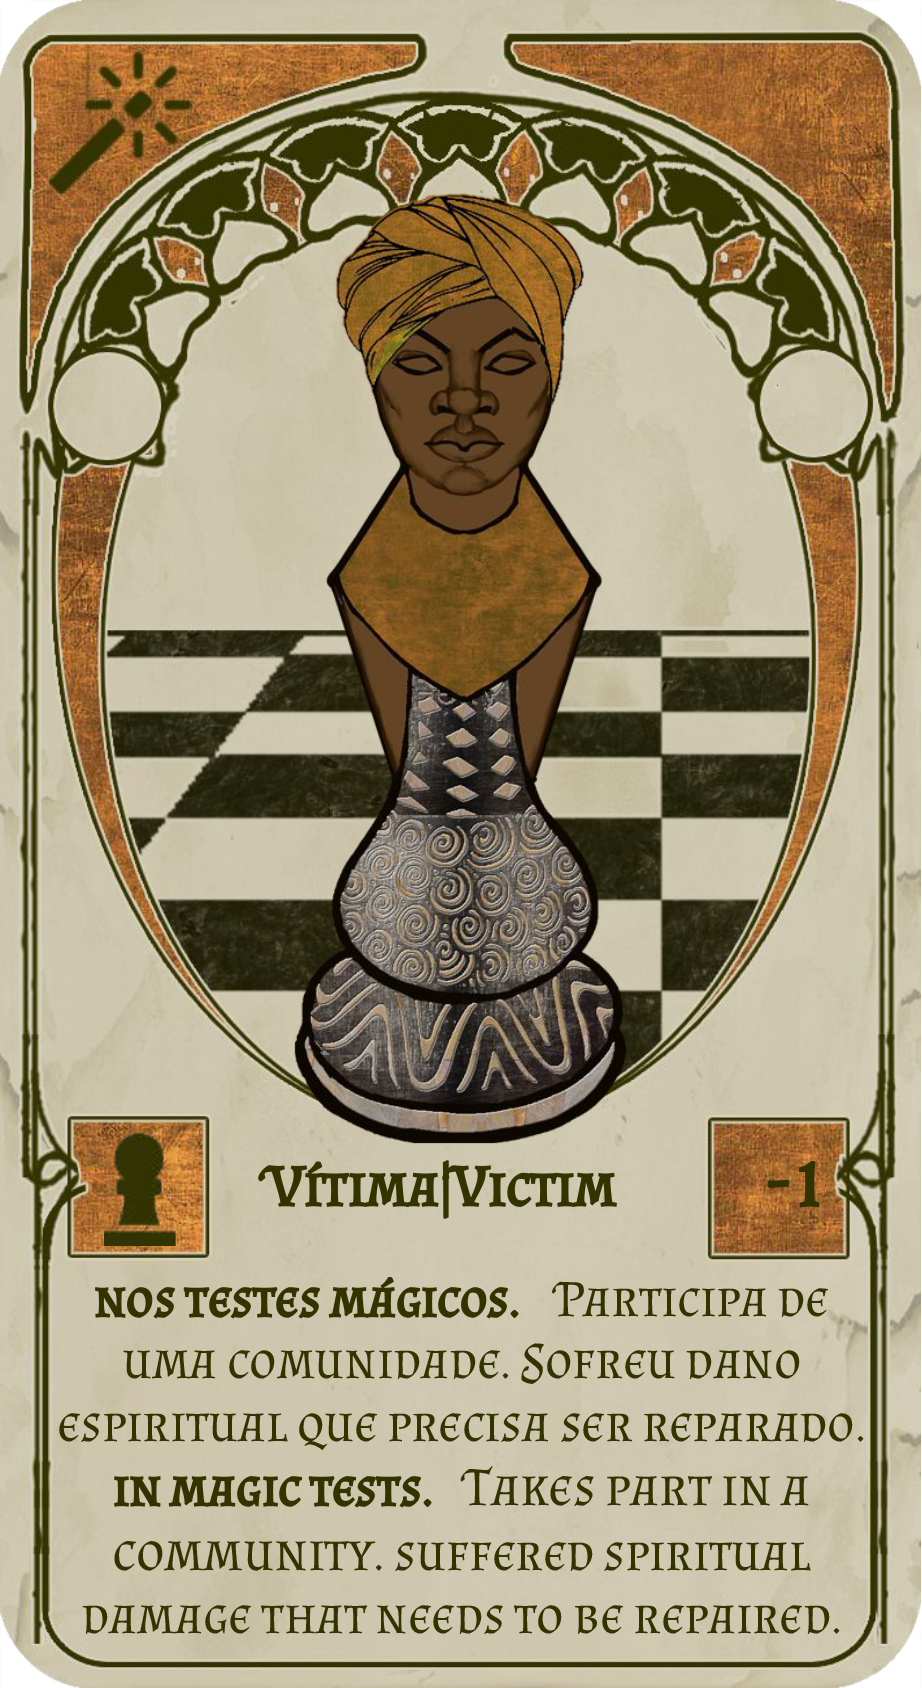 Vítima|Victim
-1
NOS TESTES MÁGICOS. PARTICIPA DE
UMA COMUNIDADE. SOFREU DANO
ESPIRITUAL QUE PRECISA SER REPARADO.
IN MAGIC TESTS. TAKES PART IN A
COMMUNITY. SUFFERED SPIRITUAL
DAMAGE THAT NEEDS TO BE REPAIRED.